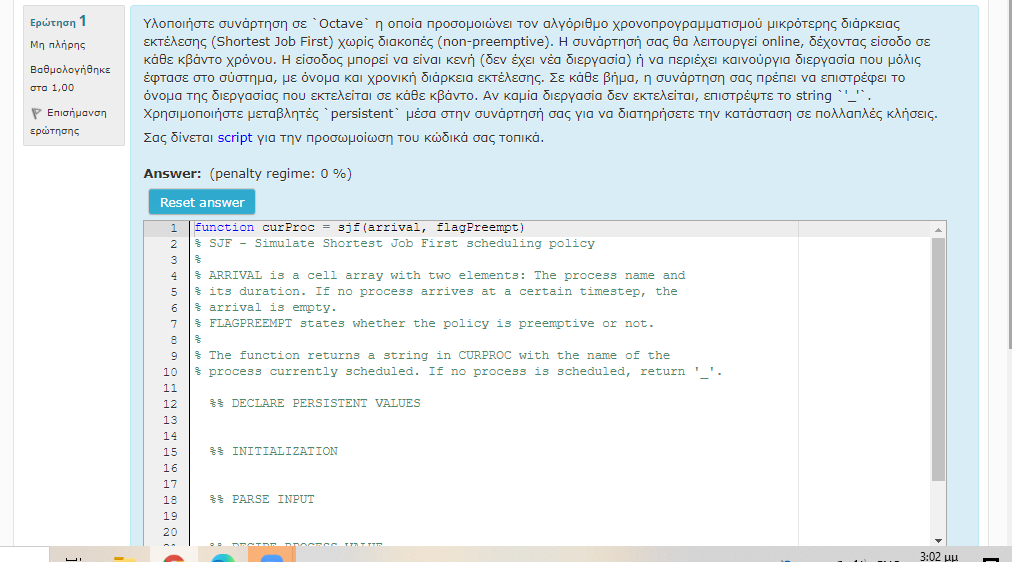 Ερώτηση 1
Μη πλήρης
Βαθμολογήθηκε
στα 1,00
Επισήμανση
ερώτησης
Υλοποιήστε συνάρτηση σε `Octave` η οποία προσομοιώνει τον αλγόριθμο χρονοπρογραμματισμού μικρότερης διάρκειας
εκτέλεσης (Shortest Job First) χωρίς διακοπές (non-preemptive). Η συνάρτησή σας θα λειτουργεί online, δέχοντας είσοδο σε
κάθε κβάντο χρόνου. Η είσοδος μπορεί να είναι κενή (δεν έχει νέα διεργασία) ή να περιέχει καινούργια διεργασία που μόλις
έφτασε στο σύστημα, με όνομα και χρονική διάρκεια εκτέλεσης. Σε κάθε βήμα, η συνάρτηση σας πρέπει να επιστρέφει το
όνομα της διεργασίας που εκτελείται σε κάθε κβάντο. Αν καμία διεργασία δεν εκτελείται, επιστρέψτε το string `'_'`.
Χρησιμοποιήστε μεταβλητές `persistent` μέσα στην συνάρτησή σας για να διατηρήσετε την κατάσταση σε πολλαπλές κλήσεις.
Σας δίνεται script για την προσωμοίωση του κώδικά σας τοπικά.
Answer: (penalty regime: 0 %)
Reset answer
1 function curProc = sjf(arrival, flagPreempt)
2 % SJF - Simulate Shortest Job First scheduling policy
3 %
4 % ARRIVAL is a cell array with two elements: The process name and
5 % its duration. If no process arrives at a certain timestep, the
6 % arrival is empty.
7 % FLAGPREEMPT states whether the policy is preemptive or not.
8 %
9 % The function returns a string in CURPROC with the name of the
10 % process currently scheduled. If no process is scheduled, return '_'.
11
12 %% DECLARE PERSISTENT VALUES
13
14
15 %% INITIALIZATION
16
17
18 %% PARSE INPUT
19
20
3:02 μμ